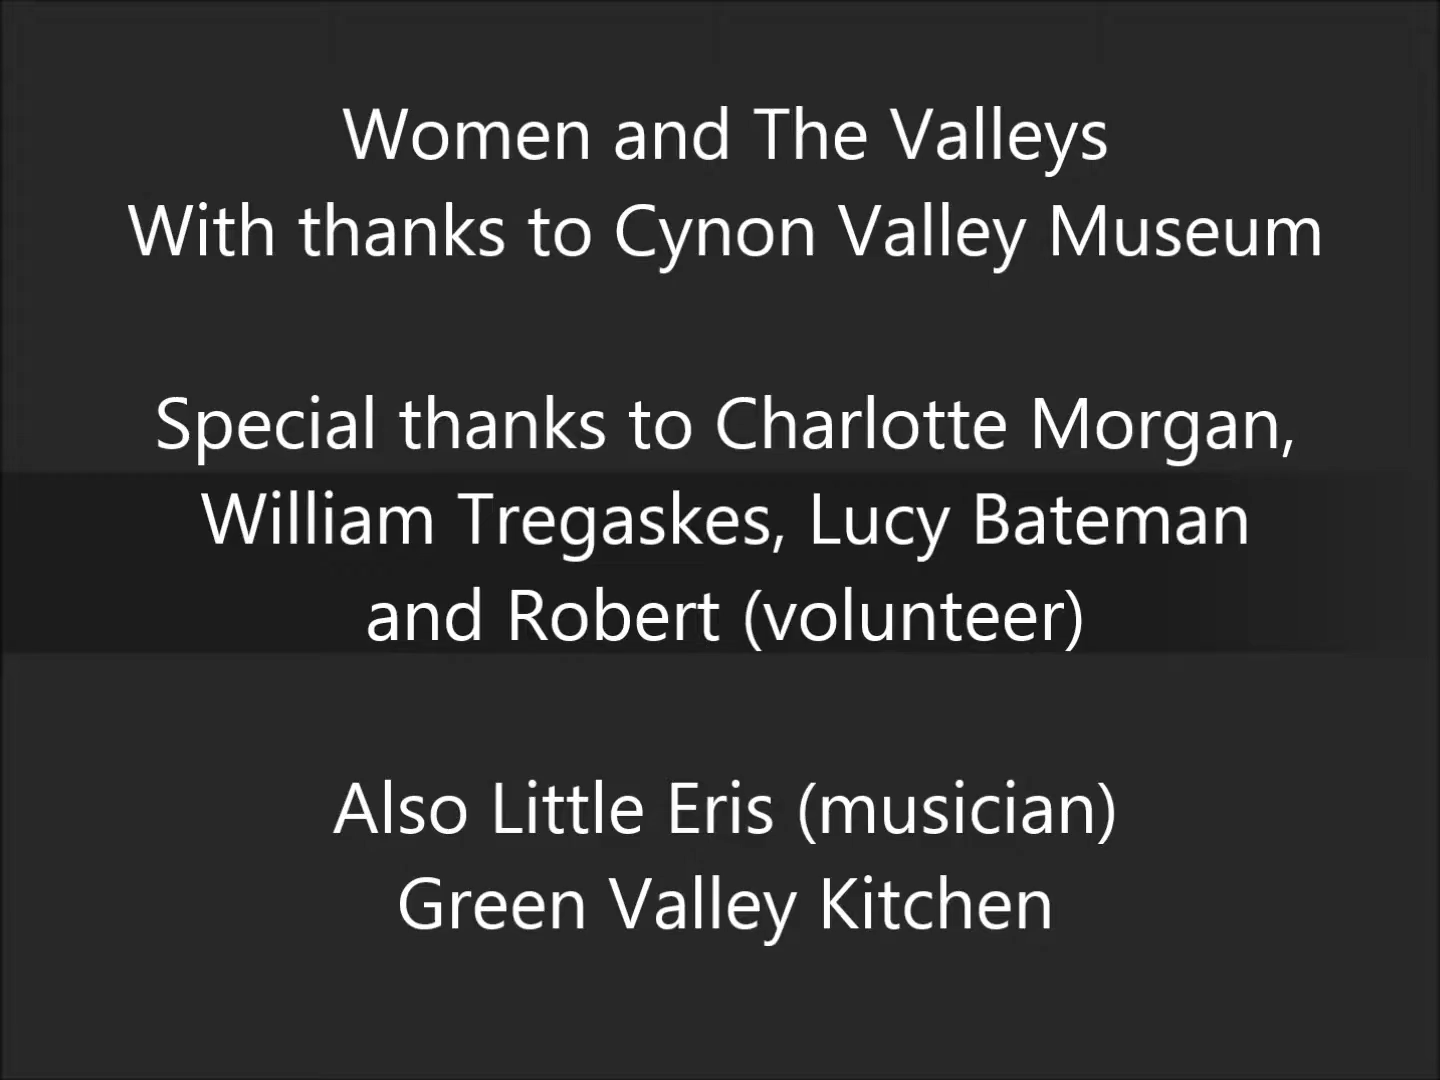 Women and The Valleys
With thanks to Cynon Valley Museum
Special thanks to Charlotte Morgan,
William Tregaskes, Lucy Bateman
and Robert (volunteer)
Also Little Eris (musician)
Green Valley Kitchen